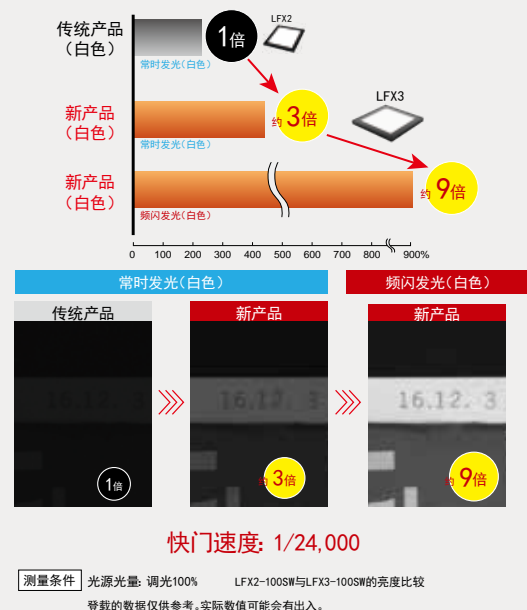 传统产品
（白色）
LFX2
1倍
常时发光（白色）
新产品
（白色）
约3倍
LFX3
常时发光（白色）
新产品
（白色）
约9倍
频闪发光（白色）
0 100 200 300 400 500 600 700 800 900%
常时发光（白色） 频闪发光（白色）
传统产品 新产品 新产品
16.12. 3 16.12. 3 16.12. 3
1倍 约3倍 约9倍
快门速度: 1/24,000
测量条件 光源光量: 调光100% LFX2-100SW与LFX3-100SW的亮度比较
登载的数据仅供参考。实际数值可能会有出入。